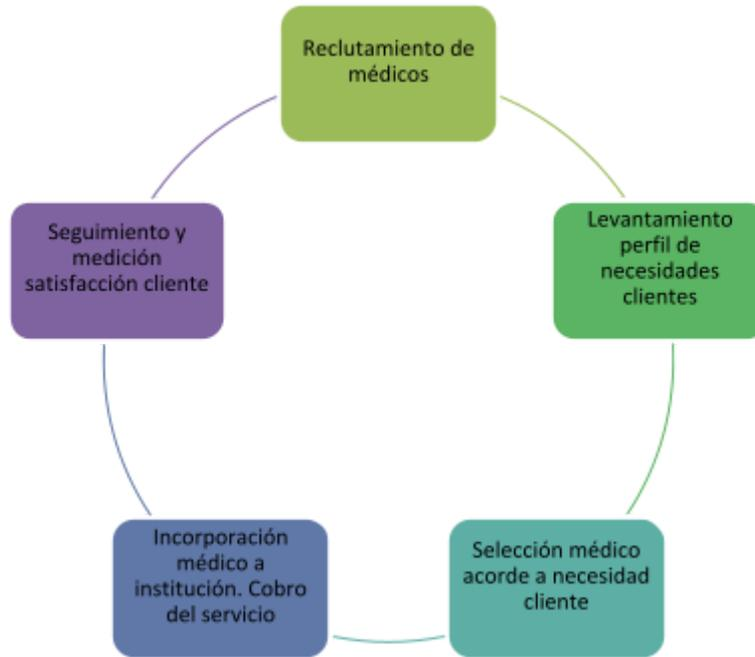 Reclutamiento de
médicos
Levantamiento
perfil de
necesidades
clientes
Selección médico
acorde a necesidad
cliente
Incorporación
médico a
institución. Cobro
del servicio
Seguimiento y
medición
satisfacción cliente